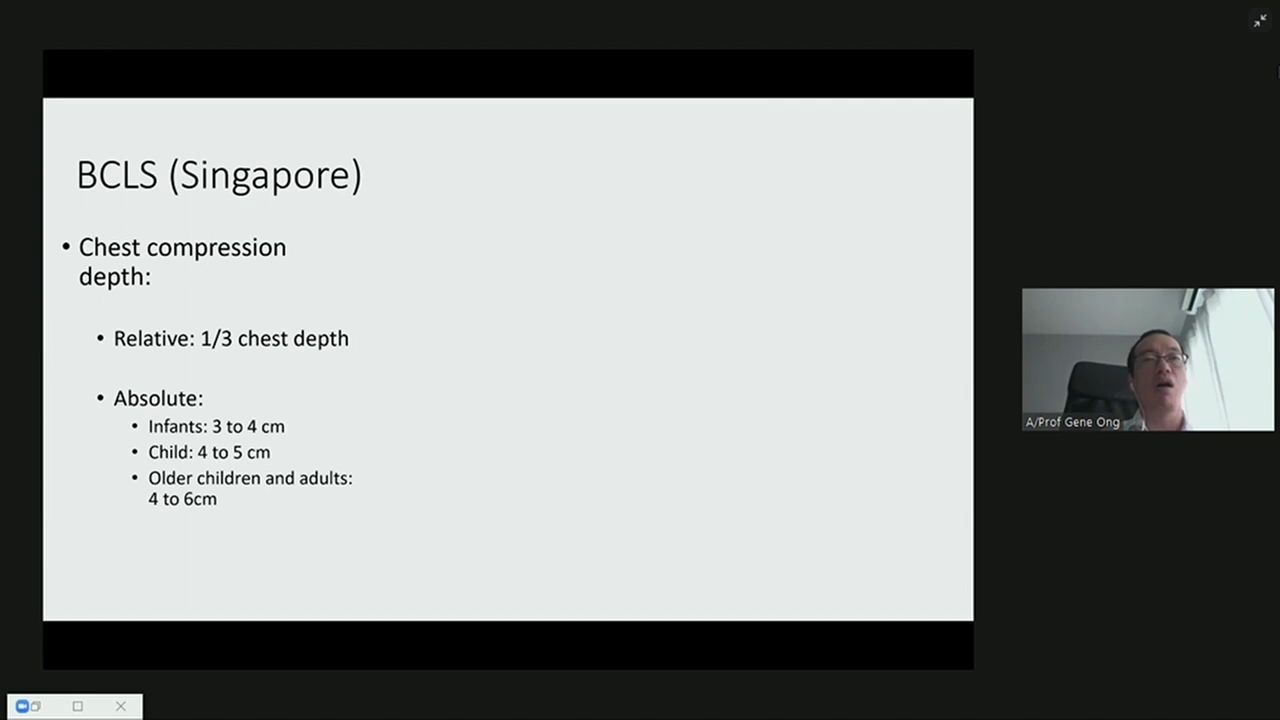 BCLS (Singapore)
• Chest compression
depth:
• Relative: 1/3 chest depth
• Absolute:
• Infants: 3 to 4 cm
• Child: 4 to 5 cm
• Older children and adults:
4 to 6cm
A/Prof Gene Ong